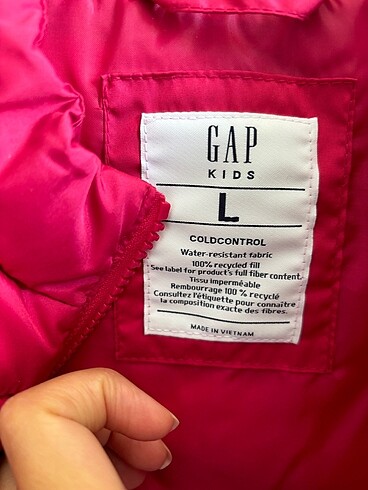 GAP
KIDS
L
COLDCONTROL
Water-resistant fabric
100% recycled fill
See label for product's full fiber content.
Tissu imperméable
Rembourrage 100 % recyclé
Consultez l'étiquette pour connaître
la composition exacte des fibres.
MADE IN VIETNAM